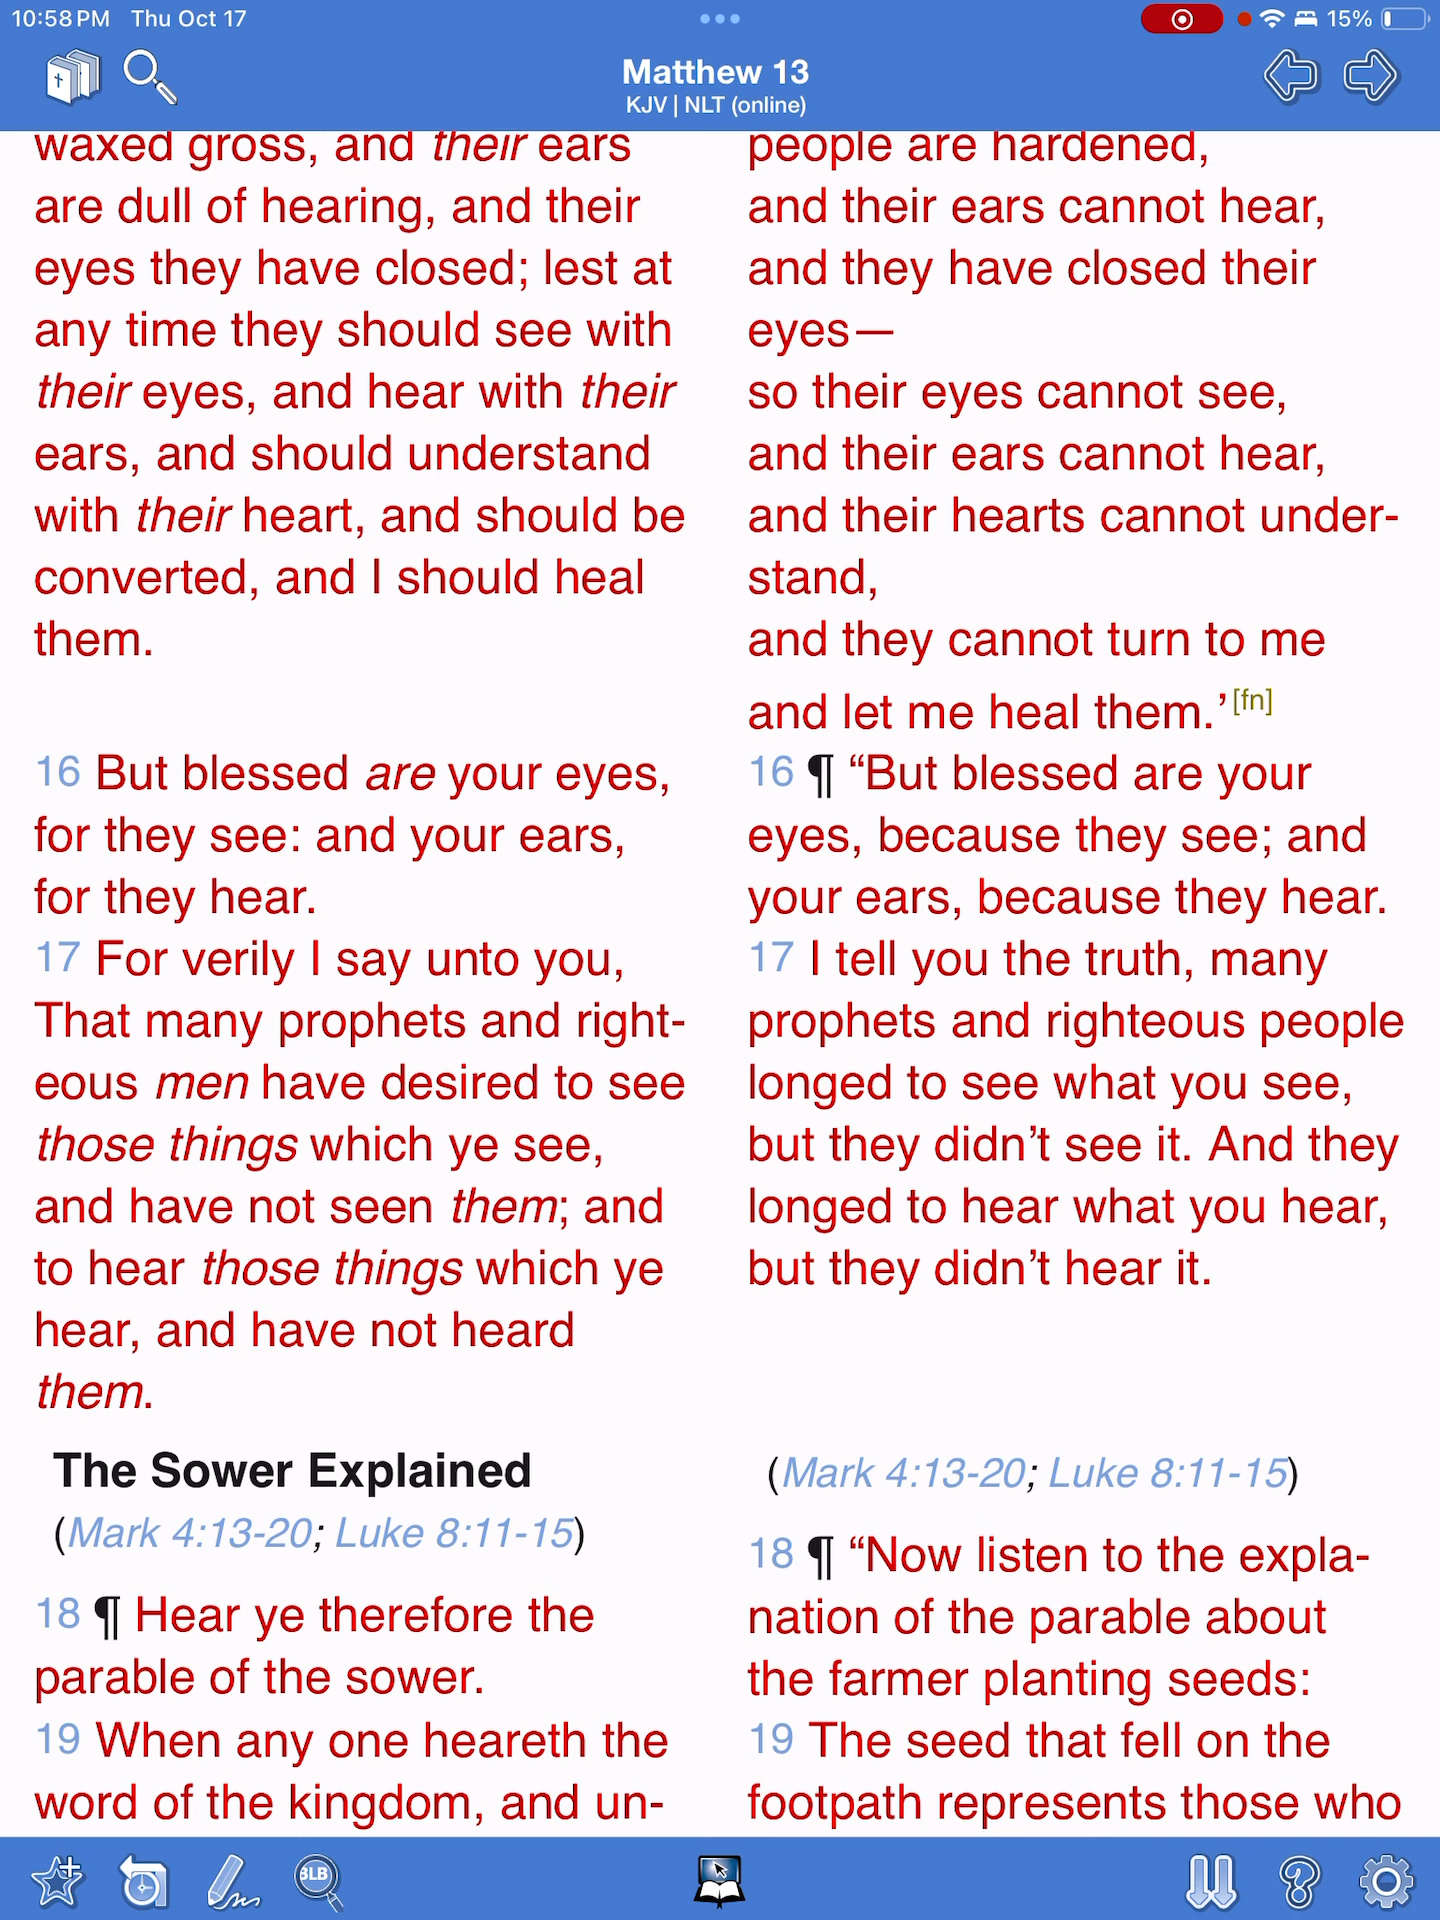 10:58 PM Thu Oct 17
15%
Matthew 13
KJV | NLT (online)
waxed gross, and their ears
are dull of hearing, and their
eyes they have closed; lest at
any time they should see with
their eyes, and hear with their
ears, and should understand
with their heart, and should be
converted, and I should heal
them.
16 But blessed are your eyes,
for they see: and your ears,
for they hear.
17 For verily I say unto you,
That many prophets and right-
eous men have desired to see
those things which ye see,
and have not seen them; and
to hear those things which ye
hear, and have not heard
them.
The Sower Explained
(Mark 4:13-20; Luke 8:11-15)
18 ¶ Hear ye therefore the
parable of the sower.
19 When any one heareth the
word of the kingdom, and un-
people are hardened,
and their ears cannot hear,
and they have closed their
eyes—
so their eyes cannot see,
and their ears cannot hear,
and their hearts cannot under-
stand,
and they cannot turn to me
and let me heal them.’[fn]
16 ¶ “But blessed are your
eyes, because they see; and
your ears, because they hear.
17 I tell you the truth, many
prophets and righteous people
longed to see what you see,
but they didn’t see it. And they
longed to hear what you hear,
but they didn’t hear it.
(Mark 4:13-20; Luke 8:11-15)
18 ¶ “Now listen to the expla-
nation of the parable about
the farmer planting seeds:
19 The seed that fell on the
footpath represents those who
BLB